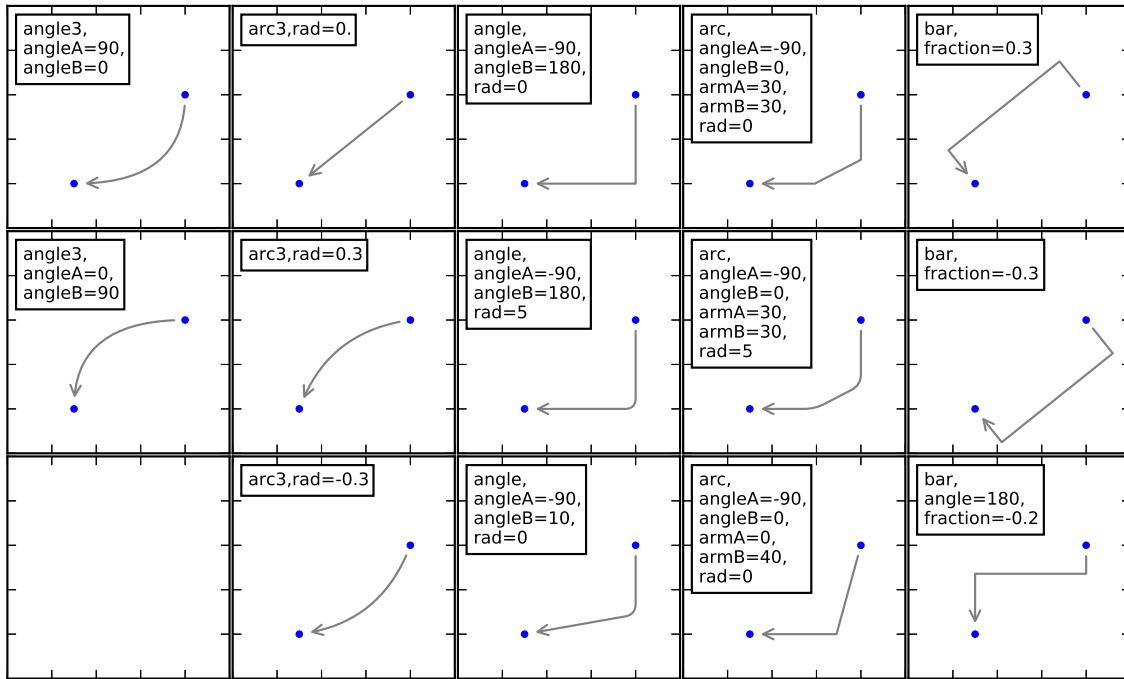 angle3,
angleA=90,
angleB=0
arc3,rad=0.
angle,
angleA=-90,
angleB=180,
rad=0
arc,
angleA=-90,
angleB=0,
armA=30,
armB=30,
rad=0
bar,
fraction=0.3
angle3,
angleA=0,
angleB=90
arc3,rad=0.3
angle,
angleA=-90,
angleB=180,
rad=5
arc,
angleA=-90,
angleB=0,
armA=30,
armB=30,
rad=5
bar,
fraction=-0.3
arc3,rad=-0.3
angle,
angleA=-90,
angleB=10,
rad=0
arc,
angleA=-90,
angleB=0,
armA=0,
armB=40,
rad=0
bar,
angle=180,
fraction=-0.2